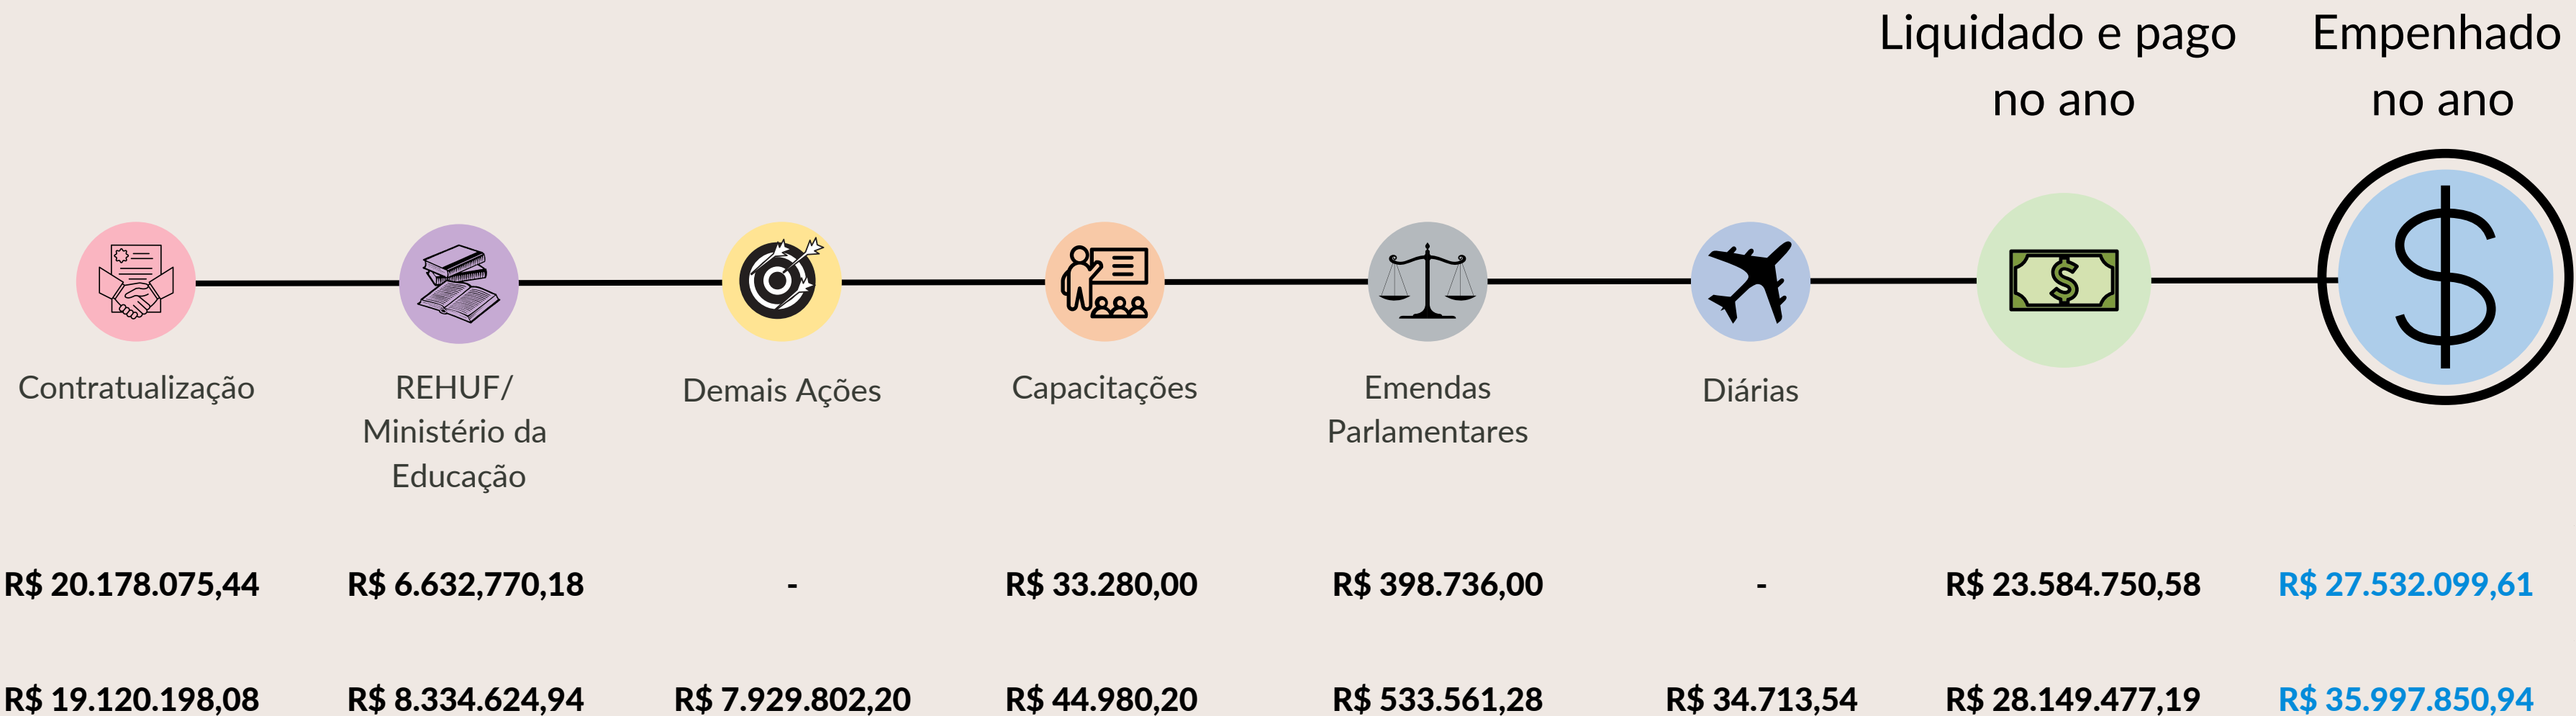 Liquidado e pago
no ano
Empenhado
no ano
Contratualização
REHUF/
Ministério da
Educação
Demais Ações
Capacitações
Emendas
Parlamentares
Diárias
R$ 20.178.075,44 R$ 6.632,770,18 - R$ 33.280,00 R$ 398.736,00 - R$ 23.584.750,58 R$ 27.532.099,61
R$ 19.120.198,08 R$ 8.334.624,94 R$ 7.929.802,20 R$ 44.980,20 R$ 533.561,28 R$ 34.713,54 R$ 28.149.477,19 R$ 35.997.850,94